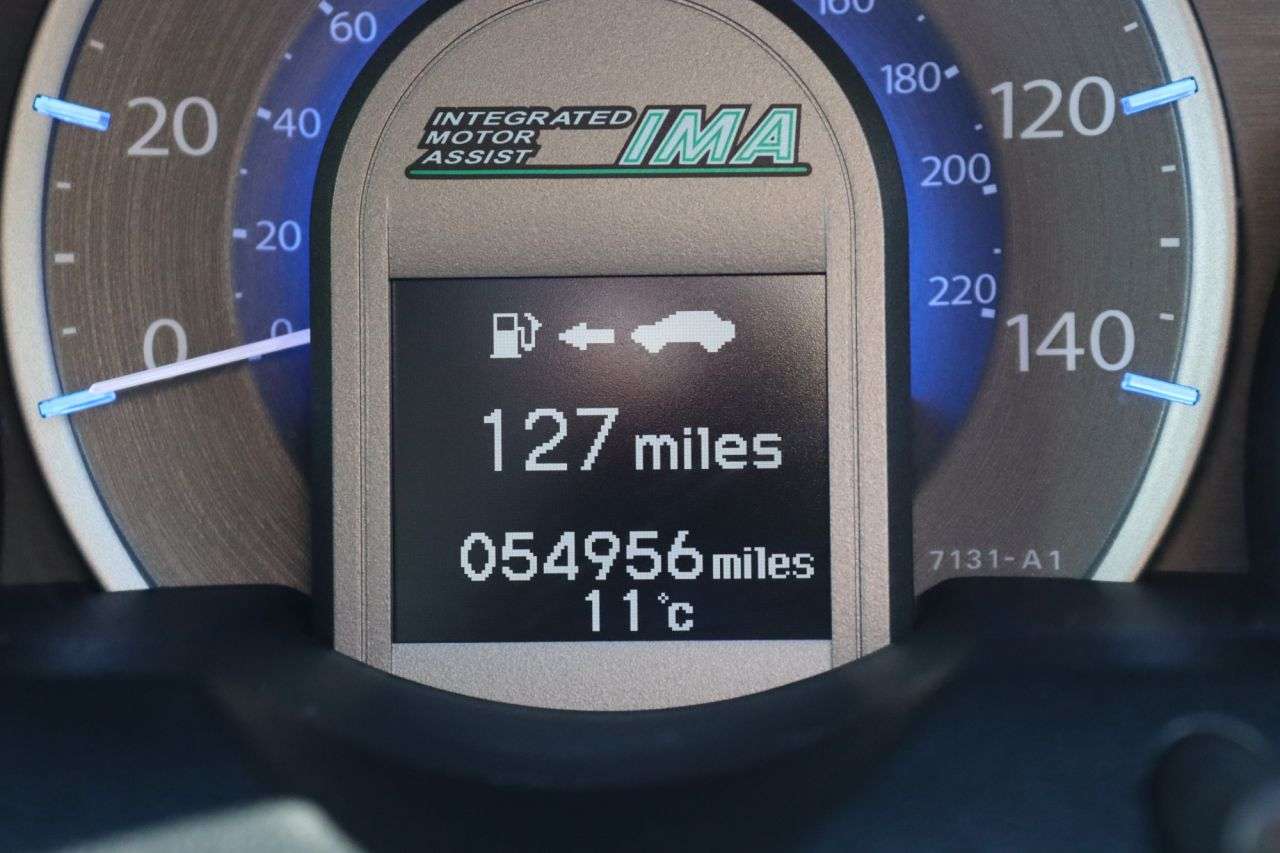 60
160
180
20
120
40
INTEGRATED
MOTOR
ASSIST
IMA
200
20
220
0
0
140
127 miles
054956 miles
7131-A1
11°c